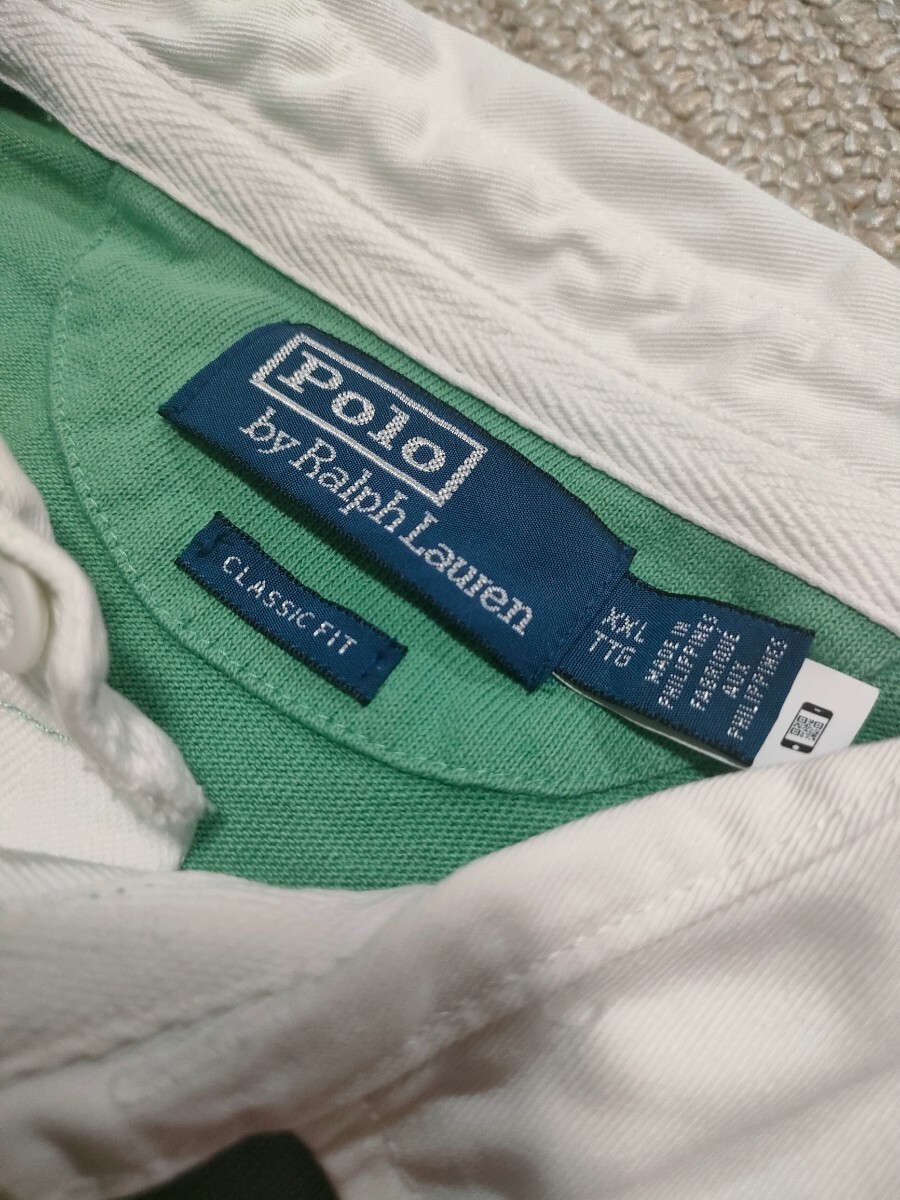 Polo
by Ralph Lauren
CLASSIC FIT
XXL
TTG
MADE IN
PHILIPPINES
FABRIQUÉ
AUX
PHILIPPINES